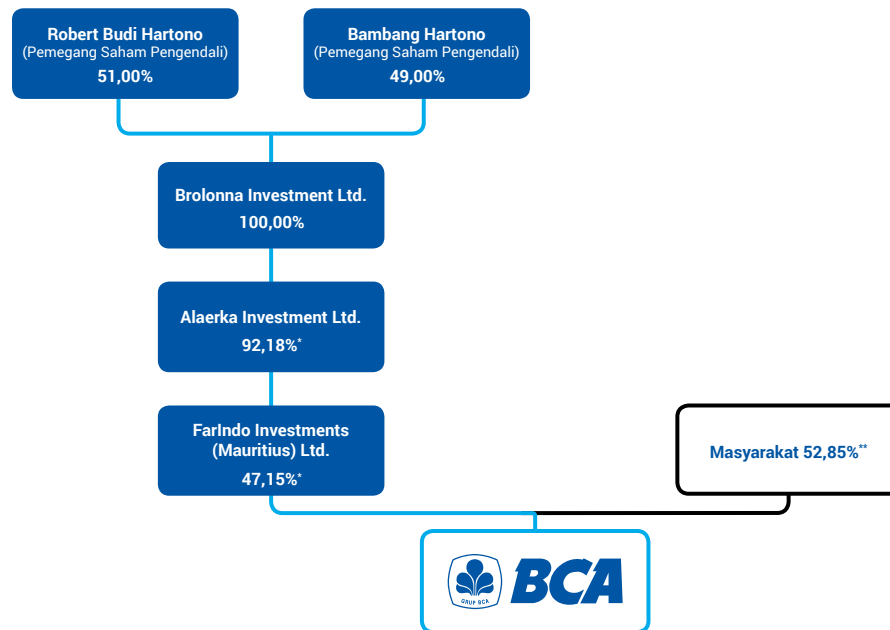 Robert Budi Hartono
(Pemegang Saham Pengendali)
51,00%
Bambang Hartono
(Pemegang Saham Pengendali)
49,00%
Brolonna Investment Ltd.
100,00%
Alaerka Investment Ltd.
92,18%*
FarIndo Investments
(Mauritius) Ltd.
47,15%*
Masyarakat 52,85%**
GRUP BCA
BCA